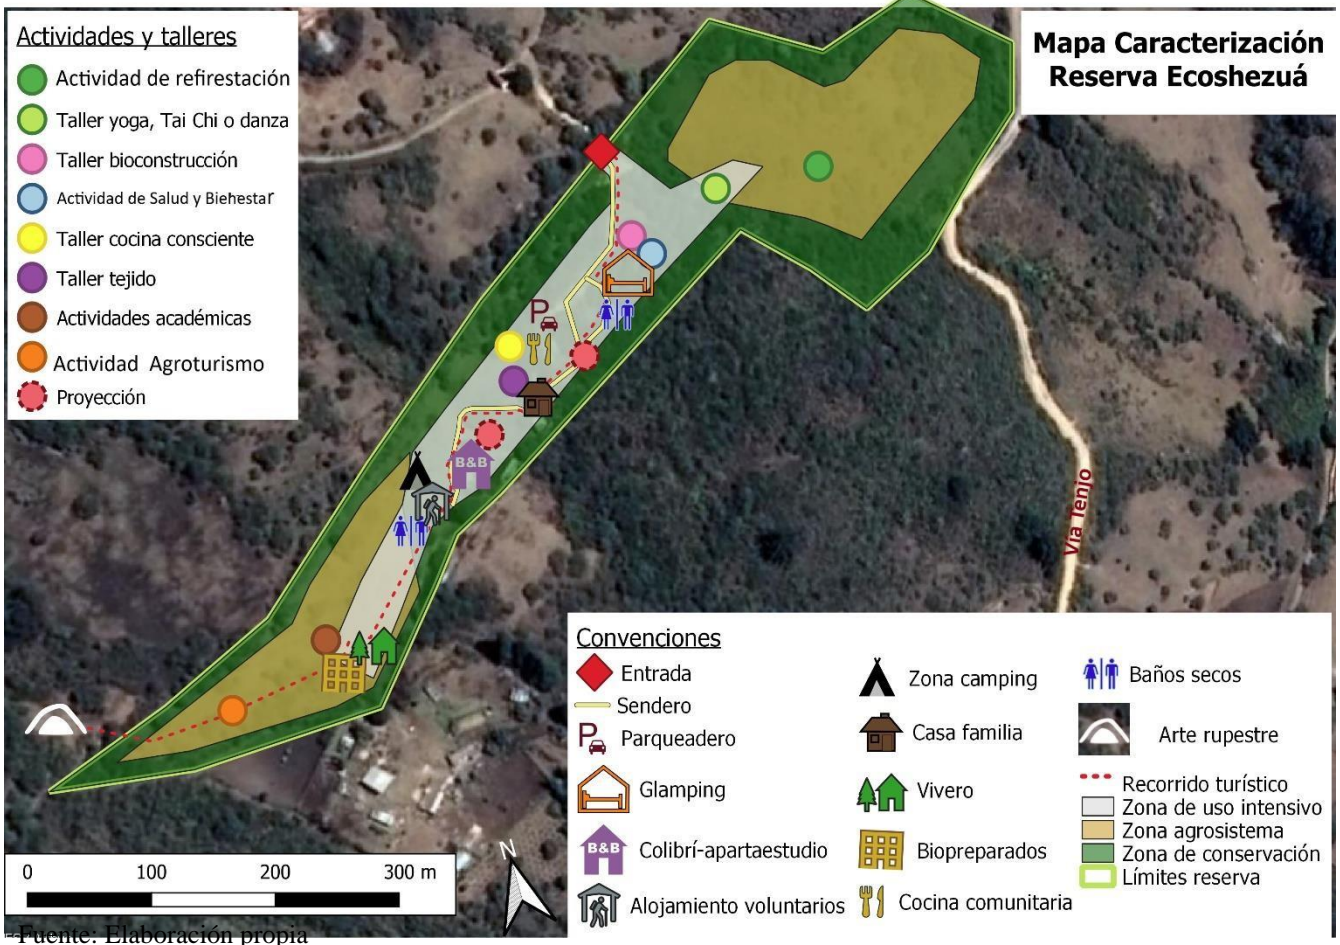 Mapa Caracterización
Reserva Ecoshezuá
Actividades y talleres
Actividad de refirestación
Taller yoga, Tai Chi o danza
Taller bioconstrucción
Actividad de Salud y Biehestar
Taller cocina consciente
Taller tejido
Actividades académicas
Actividad Agroturismo
Proyección
P
B&B
Vía Tenjo
Convenciones
Entrada
Sendero
P Parqueadero
Glamping
B&B Colibrí-apartaestudio
Alojamiento voluntarios
Zona camping
Casa familia
Vivero
Biopreparados
Cocina comunitaria
Baños secos
Arte rupestre
Recorrido turístico
Zona de uso intensivo
Zona agrosistema
Zona de conservación
Límites reserva
0 100 200 300 m
N
Fuente: Elaboración propia